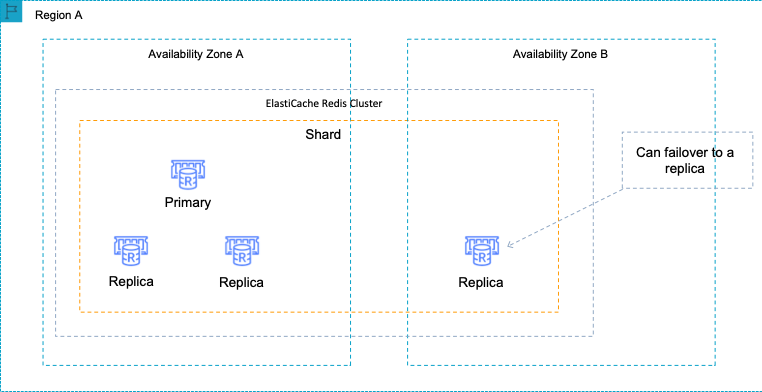 Region A
Availability Zone A
Availability Zone B
ElastiCache Redis Cluster
Shard
Can failover to a
replica
R
Primary
R
R
R
Replica
Replica
Replica